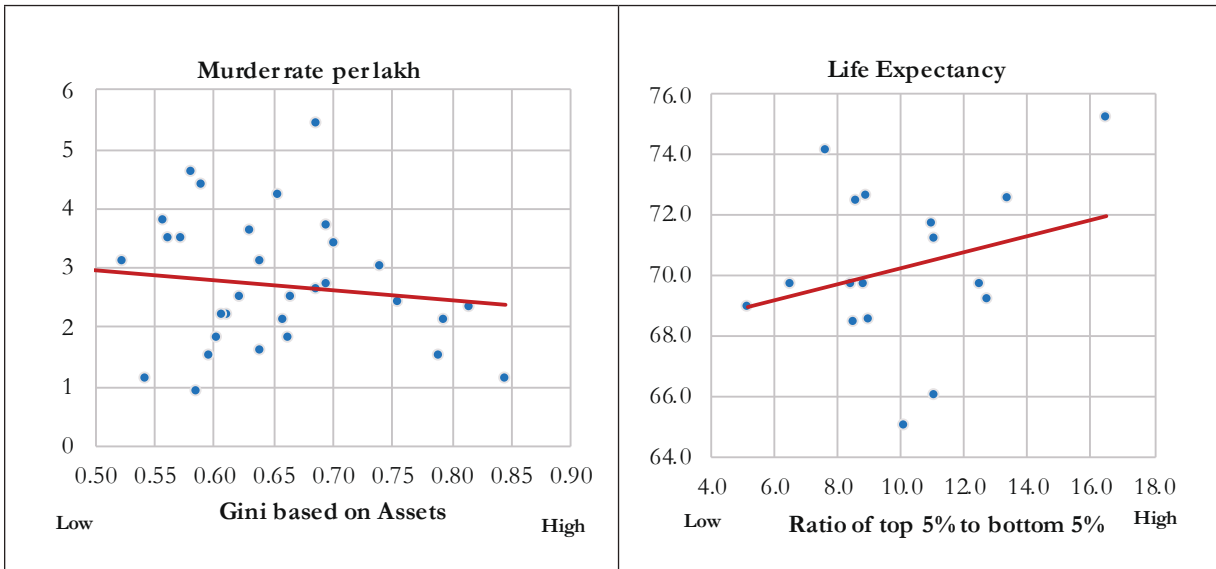 Murder rate per lakh
6
5
4
3
2
1
0
0.50 0.55 0.60 0.65 0.70 0.75 0.80 0.85 0.90
Low Gini based on Assets High
Life Expectancy
76.0
74.0
72.0
70.0
68.0
66.0
64.0
4.0 6.0 8.0 10.0 12.0 14.0 16.0 18.0
Low Ratio of top 5% to bottom 5% High